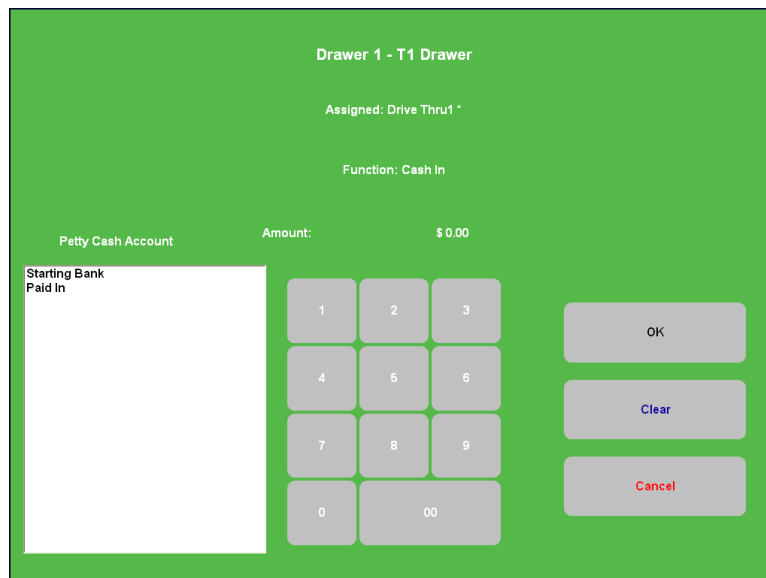 Drawer 1 - T1 Drawer
Assigned: Drive Thru1 *
Function: Cash In
Petty Cash Account
Amount: $ 0.00
Starting Bank
Paid In
1 2 3
4 5 6
7 8 9
0 00
OK
Clear
Cancel